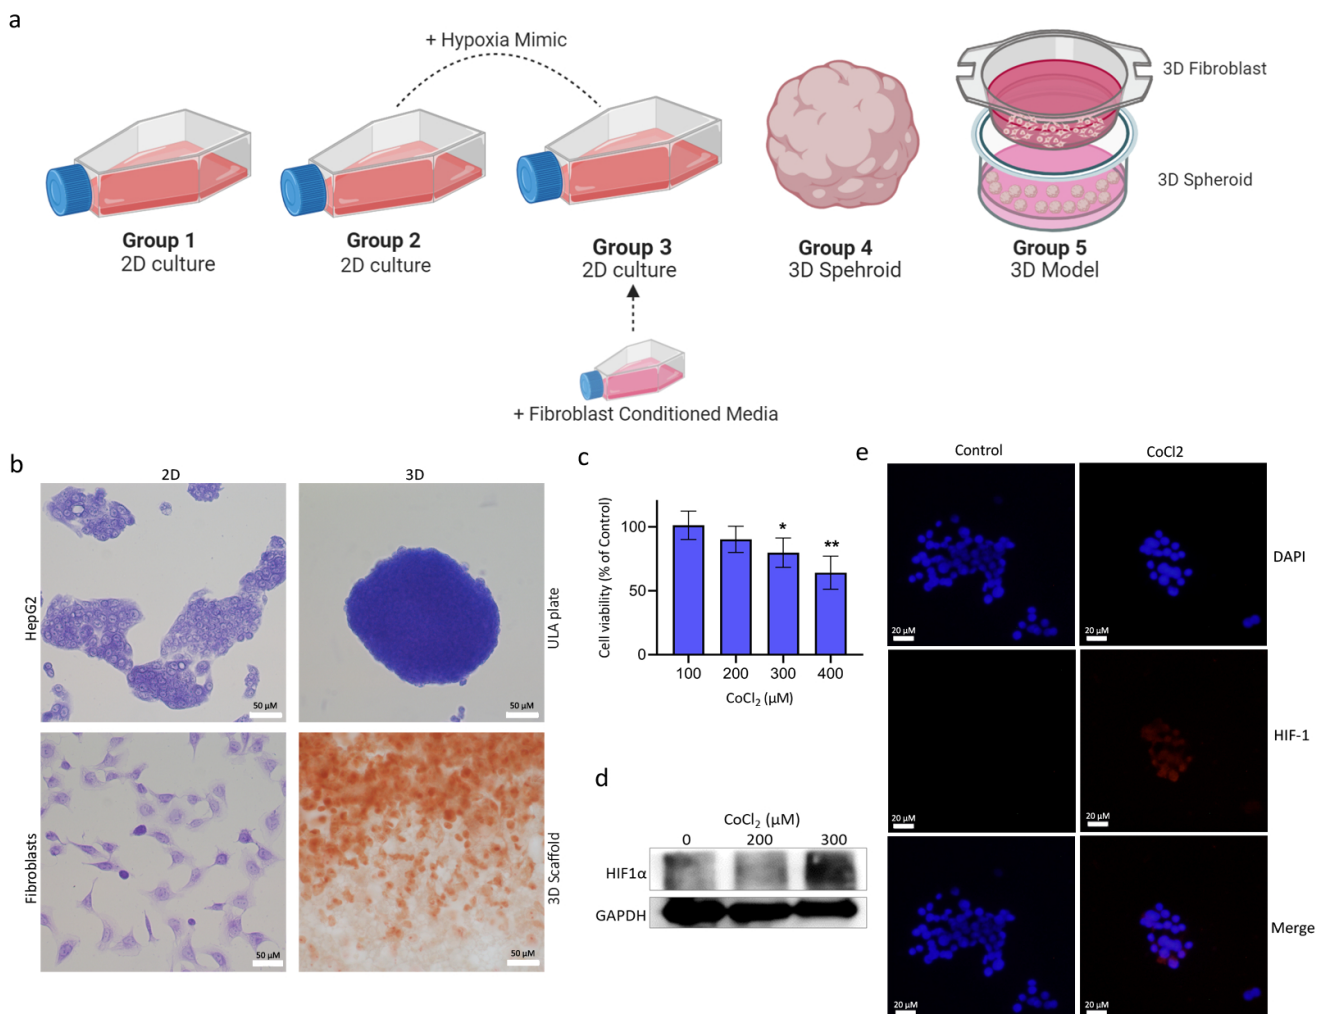 a
+ Hypoxia Mimic
3D Fibroblast
3D Spheroid
Group 1
2D culture
Group 2
2D culture
Group 3
2D culture
Group 4
3D Spehroid
Group 5
3D Model
+ Fibroblast Conditioned Media
b
2D
3D
HepG2
ULA plate
50 μM
50 μM
Fibroblasts
3D Scaffold
50 μM
50 μM
c
Cell viability (% of Control)
100
50
0
*
**
100
200
300
400
CoCl2 (μM)
d
CoCl2 (μM)
0
200
300
HIF1α
GAPDH
e
Control
CoCl2
DAPI
20 μM
20 μM
HIF-1
20 μM
20 μM
Merge
20 μM
20 μM